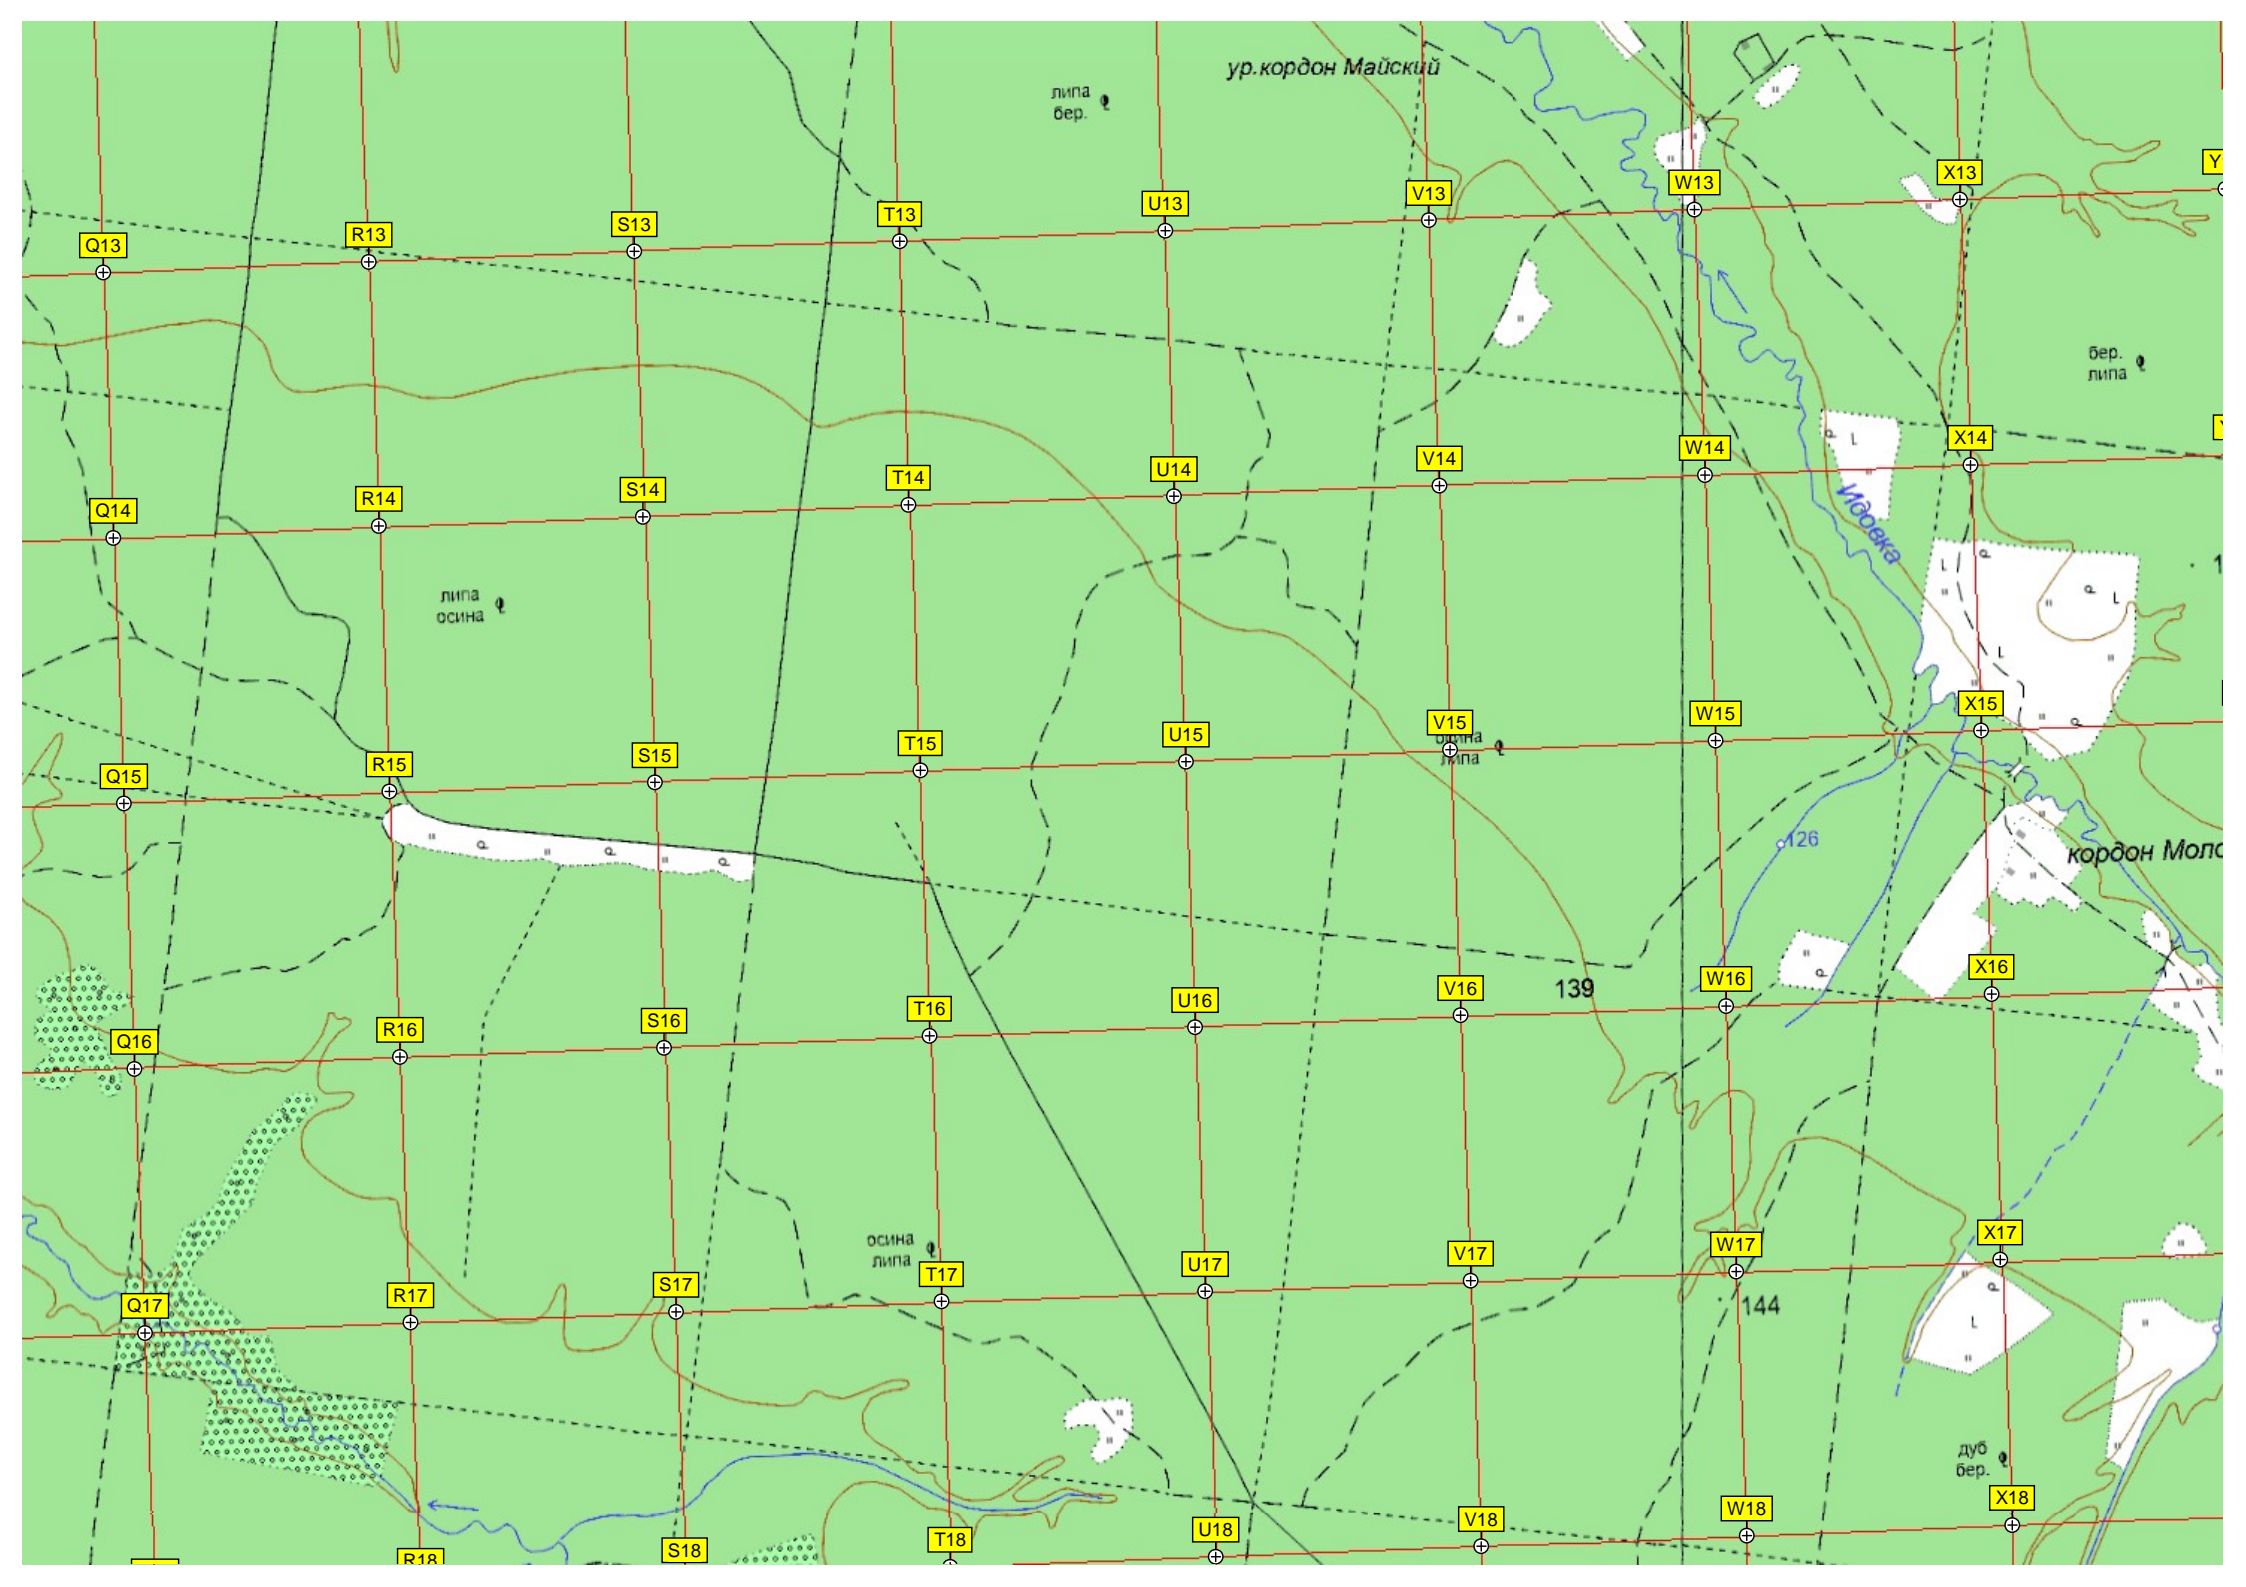 ур.кордон Майский
липа
бер.
X13
W13
V13
U13
T13
S13
R13
Q13
бер.
липа
X14
W14
V14
U14
T14
S14
R14
Q14
Идовка
липа
осина
X15
W15
V15
U15
T15
S15
R15
Q15
осина
липа
126
кордон Моло
X16
W16
V16
U16
T16
S16
R16
Q16
139
осина
липа
X17
W17
V17
U17
T17
S17
R17
Q17
144
дуб
бер.
X18
W18
V18
U18
T18
S18
R18